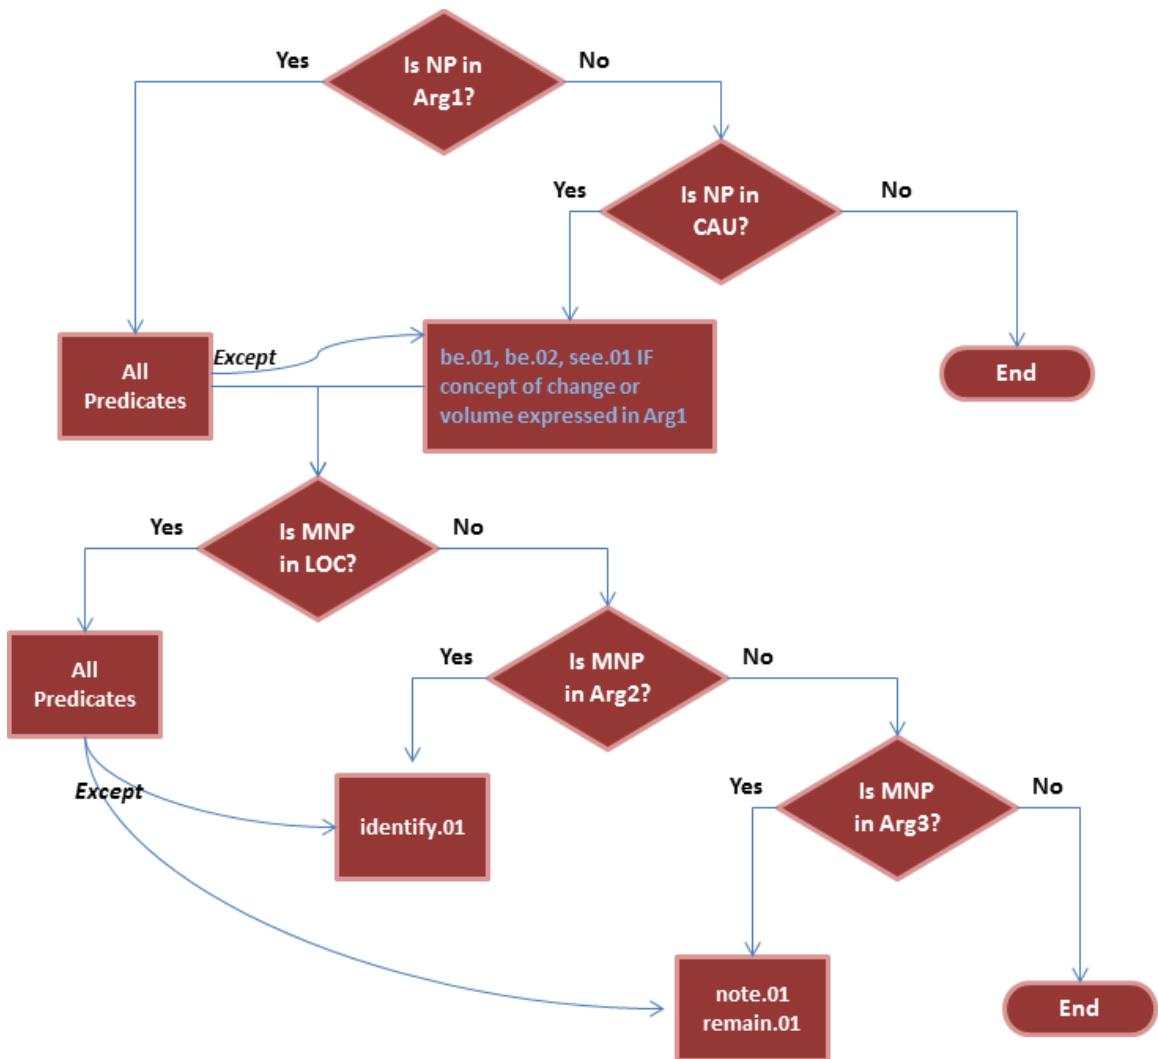 Yes
Is NP in
Arg1?
No
Yes
Is NP in
CAU?
No
All
Predicates
Except
be.01, be.02, see.01 IF
concept of change or
volume expressed in Arg1
End
Yes
Is MNP
in LOC?
No
All
Predicates
Yes
Is MNP
in Arg2?
No
Except
identify.01
Yes
Is MNP
in Arg3?
No
note.01
remain.01
End